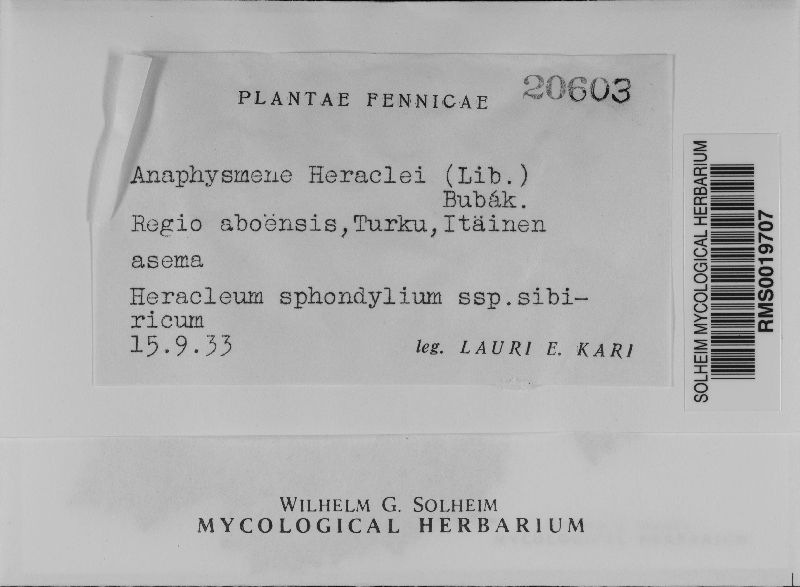 PLANTAE FENNICAE 20603
Anaphysmene Heraclei (Lib.)
Bubák.
Regio aboënsis, Turku, Itäinen
asema
Heracleum sphondylium ssp. sibi-
ricum
15.9.33 leg. LAURI E. KARI
SOLHEIM MYCOLOGICAL HERBARIUM
RMS0019707
WILHELM G. SOLHEIM
MYCOLOGICAL HERBARIUM